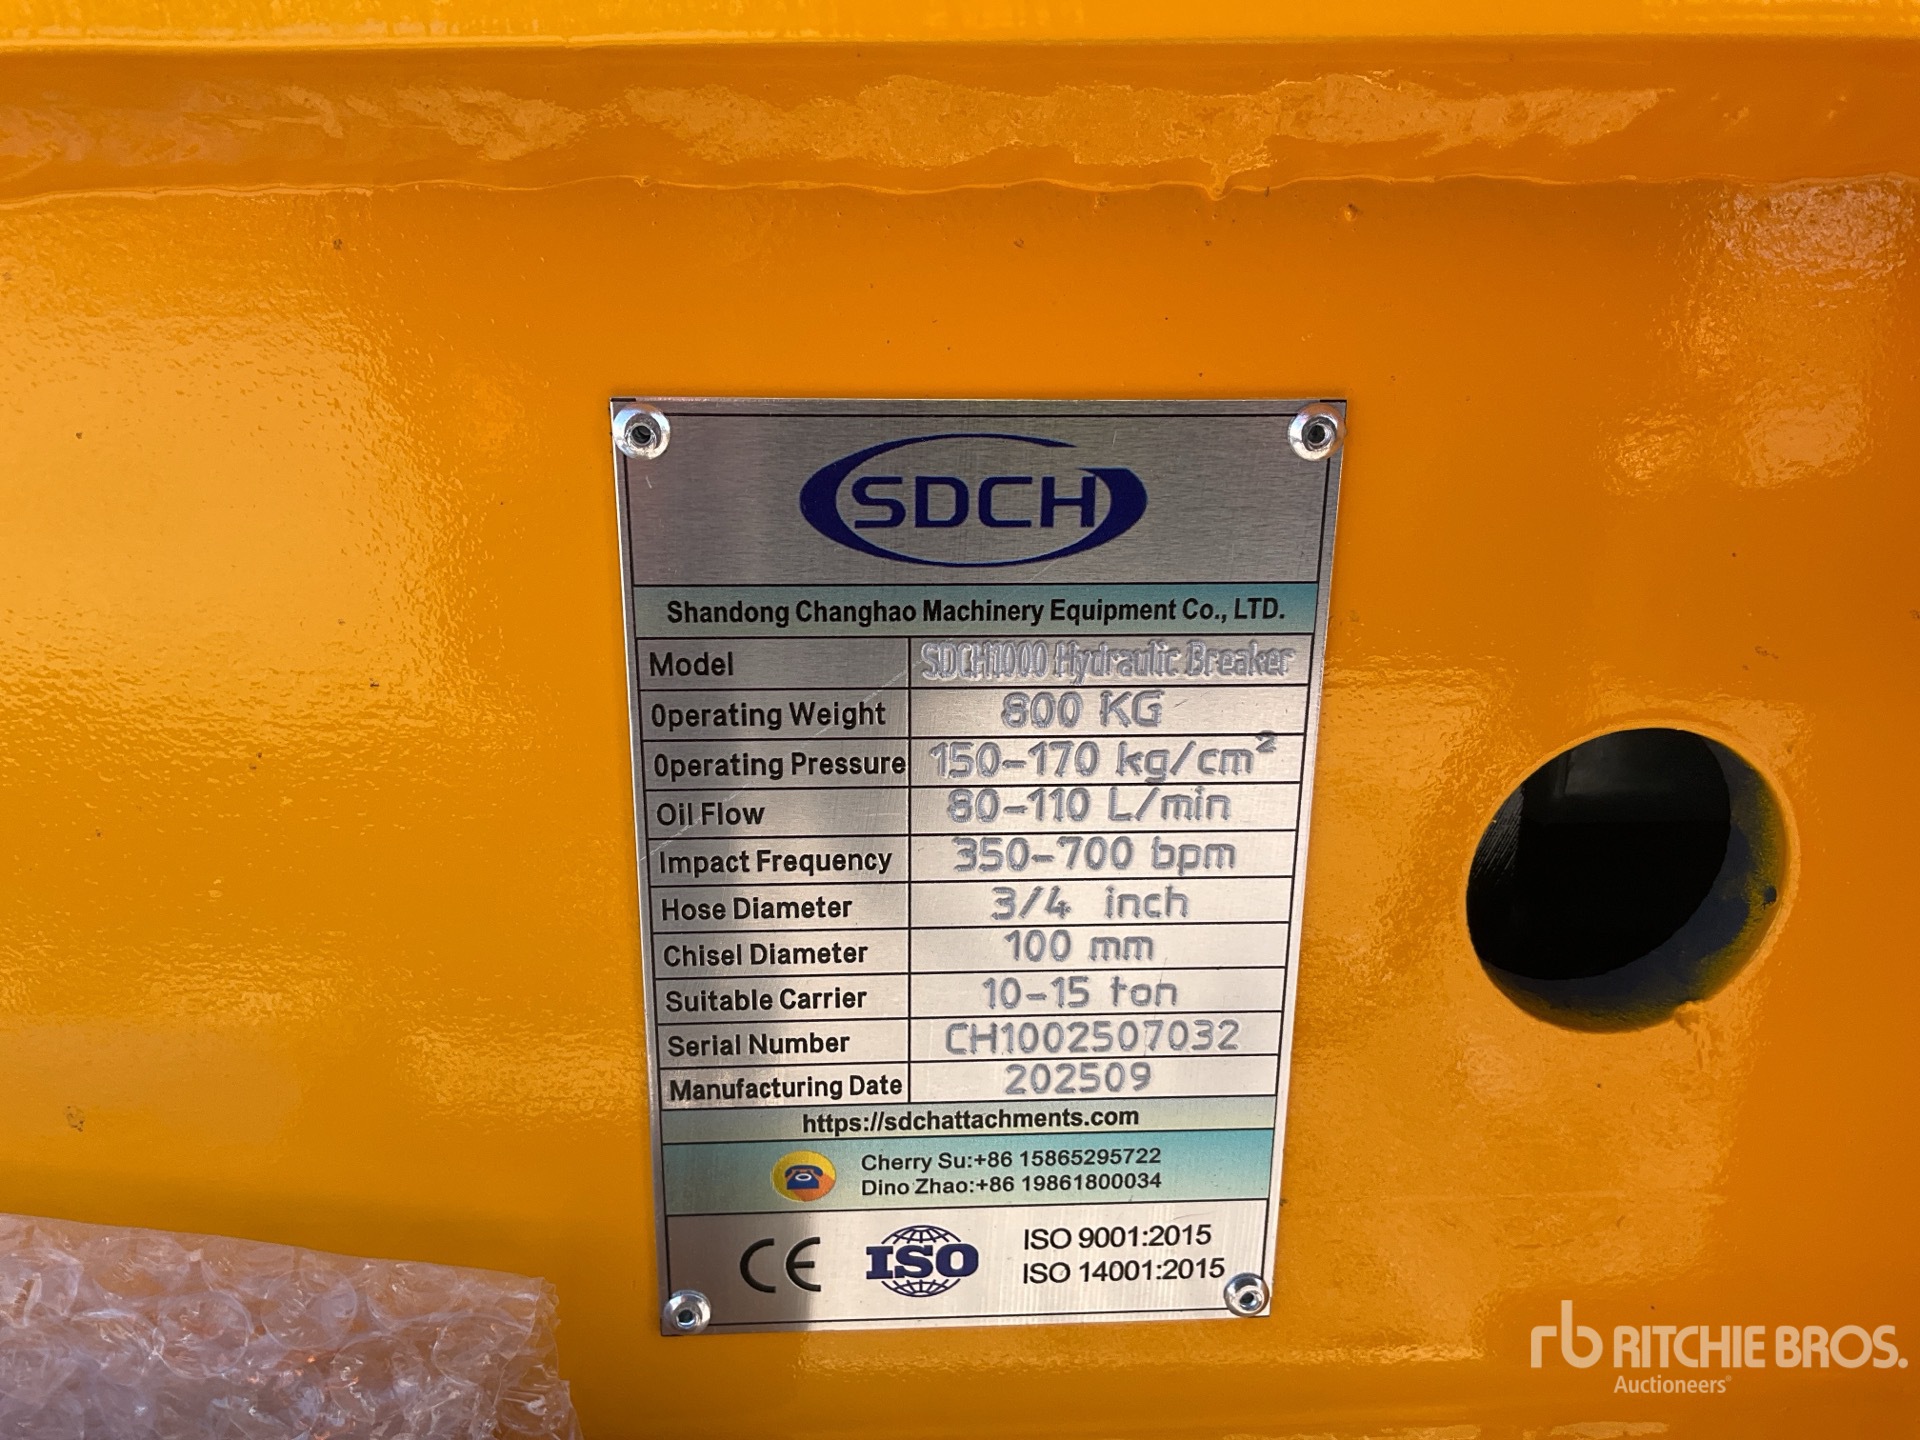 SDCH
Shandong Changhao Machinery Equipment Co., LTD.
Model SDCH1000 Hydraulic Breaker
Operating Weight 800 KG
Operating Pressure 150-170 kg/cm²
Oil Flow 80-110 L/min
Impact Frequency 350-700 bpm
Hose Diameter 3/4 inch
Chisel Diameter 100 mm
Suitable Carrier 10-15 ton
Serial Number CH1002507032
Manufacturing Date 202509
https://sdchattachments.com
Cherry Su:+86 15865295722
Dino Zhao:+86 19861800034
CE ISO ISO 9001:2015
ISO 14001:2015
rb RITCHIE BROS.
Auctioneers®